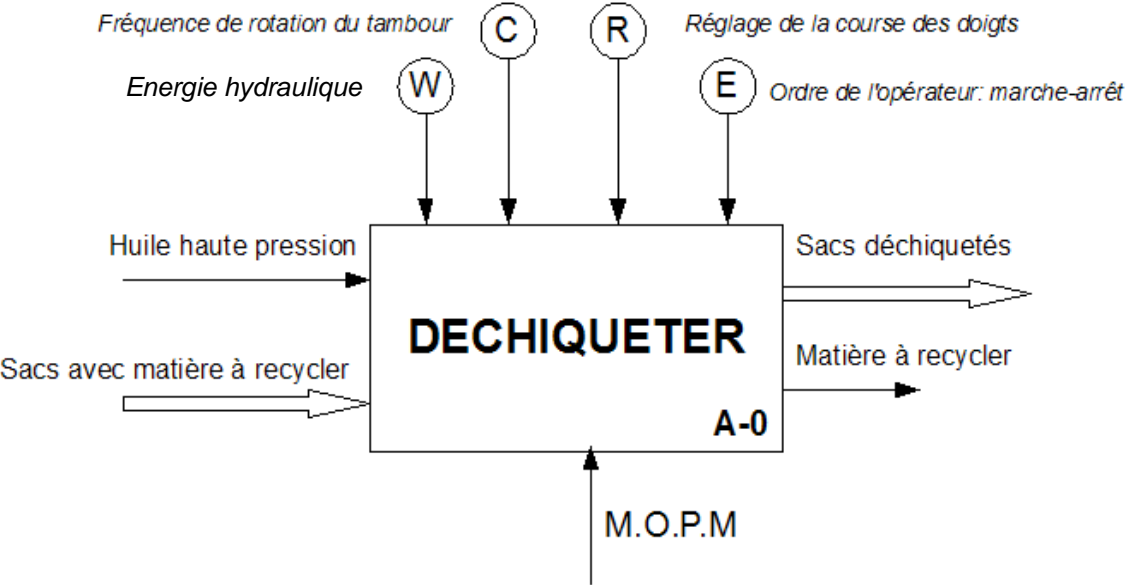 Fréquence de rotation du tambour
C
R
Réglage de la course des doigts
Energie hydraulique
W
E
Ordre de l'opérateur: marche-arrêt
Huile haute pression
Sacs déchiquetés
DECHIQUETER
Sacs avec matière à recycler
Matière à recycler
A-0
M.O.P.M